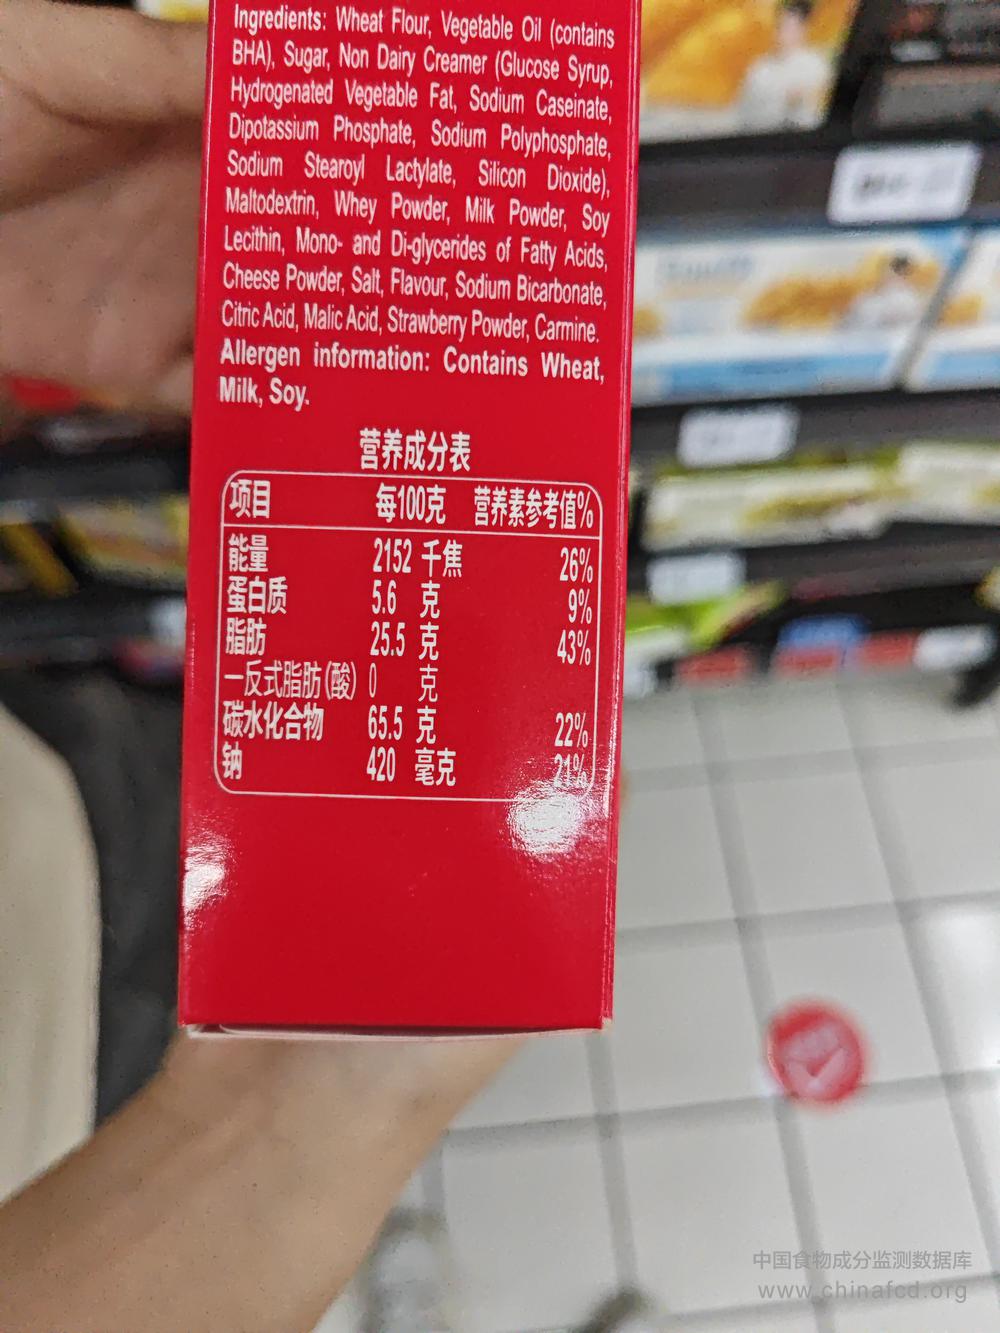 Ingredients: Wheat Flour, Vegetable Oil (contains
BHA), Sugar, Non Dairy Creamer (Glucose Syrup,
Hydrogenated Vegetable Fat, Sodium Caseinate,
Dipotassium Phosphate, Sodium Polyphosphate,
Sodium Stearoyl Lactylate, Silicon Dioxide),
Maltodextrin, Whey Powder, Milk Powder, Soy
Lecithin, Mono- and Di-glycerides of Fatty Acids,
Cheese Powder, Salt, Flavour, Sodium Bicarbonate,
Citric Acid, Malic Acid, Strawberry Powder, Carmine.
Allergen information: Contains Wheat,
Milk, Soy.
营养成分表
项目 每100克 营养素参考值%
能量 2152 千焦 26%
蛋白质 5.6 克 9%
脂肪 25.5 克 43%
一反式脂肪(酸) 0 克
碳水化合物 65.5 克 22%
钠 420 毫克 21%
中国食物成分监测数据库
www.chinafcd.org